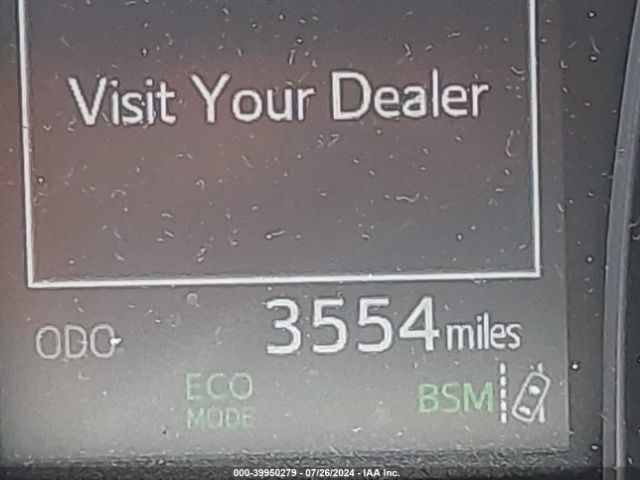 Visit Your Dealer
ODO 3554 miles
ECO BSM
MODE
000-39950279 - 07/26/2024 - IAA Inc.